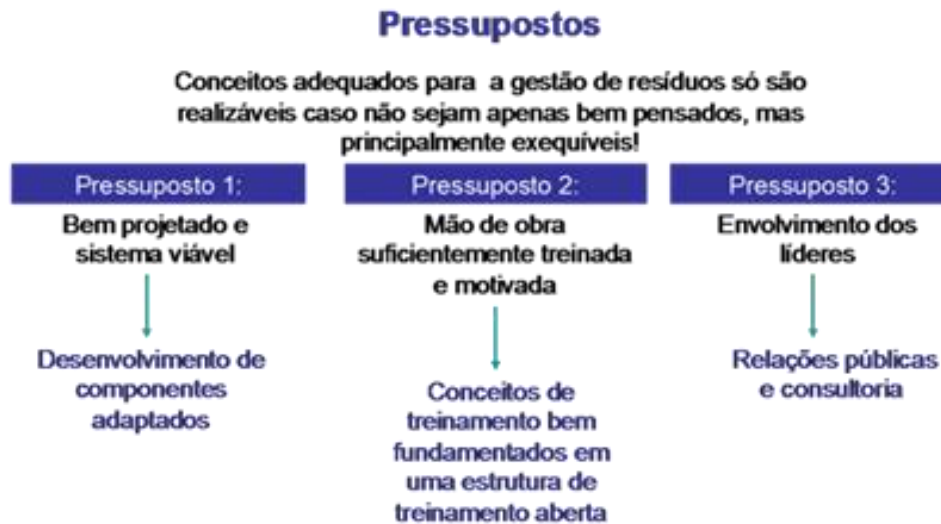 Pressupostos
Conceitos adequados para a gestão de resíduos só são
realizáveis caso não sejam apenas bem pensados, mas
principalmente exequíveis!
Pressuposto 1:
Bem projetado e
sistema viável
Desenvolvimento de
componentes
adaptados
Pressuposto 2:
Mão de obra
suficientemente treinada
e motivada
Conceitos de
treinamento bem
fundamentados em
uma estrutura de
treinamento aberta
Pressuposto 3:
Envolvimento dos
líderes
Relações públicas
e consultoria